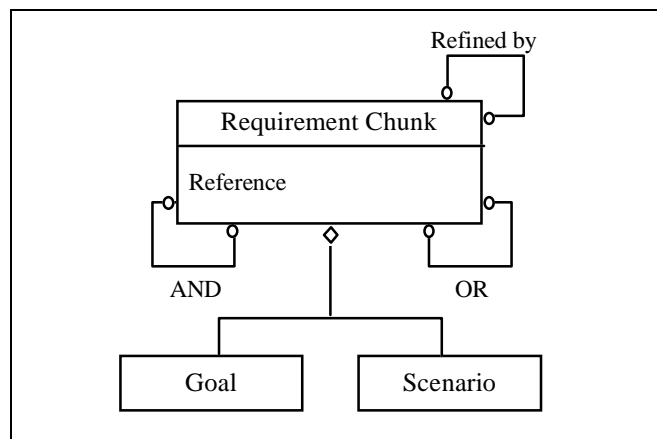 Refined by
Requirement Chunk
Reference
AND
OR
Goal
Scenario